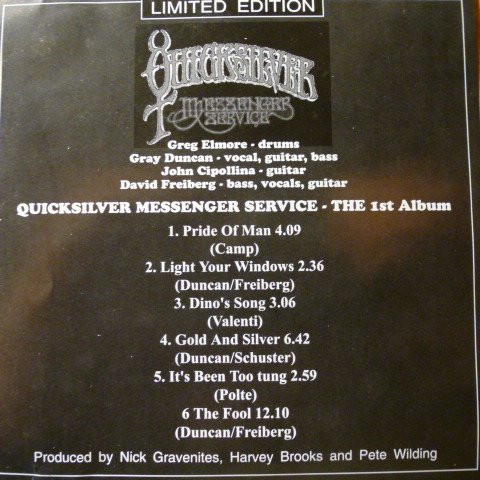 LIMITED EDITION
QUICKSILVER
MESSENGER
SERVICE
Greg Elmore - drums
Gray Duncan - vocal, guitar, bass
John Cipollina - guitar
David Freiberg - bass, vocals, guitar
QUICKSILVER MESSENGER SERVICE - THE 1st Album
1. Pride Of Man 4.09
(Camp)
2. Light Your Windows 2.36
(Duncan/Freiberg)
3. Dino's Song 3.06
(Valenti)
4. Gold And Silver 6.42
(Duncan/Schuster)
5. It's Been Too tung 2.59
(Polte)
6 The Fool 12.10
(Duncan/Freiberg)
Produced by Nick Gravenites, Harvey Brooks and Pete Wilding